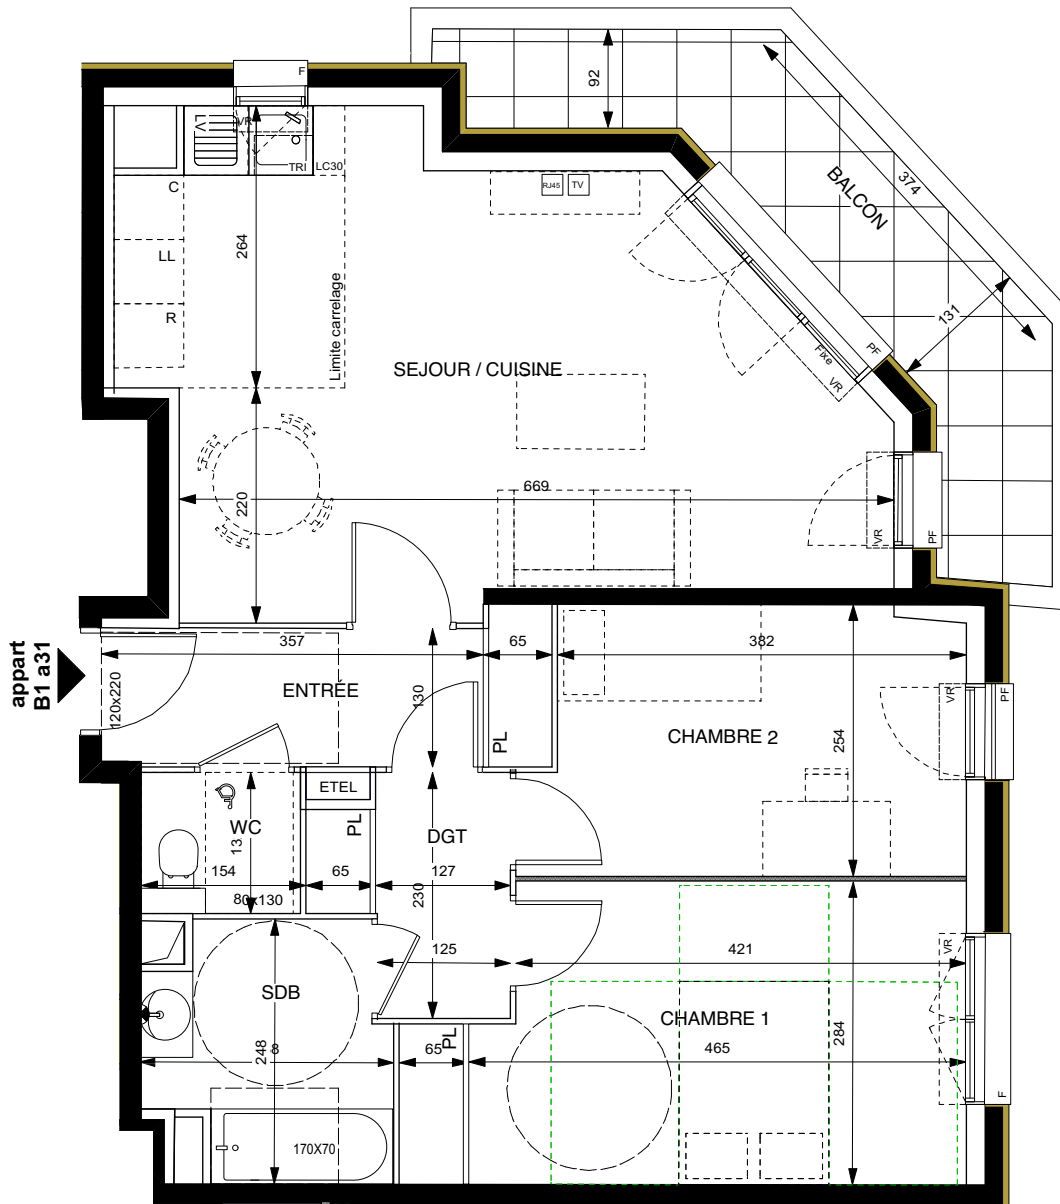 F
92
VR
TRI
LC30
RJ45
TV
BALCON
374
C
LL
R
264
Limite carrelage
131
SEJOUR / CUISINE
Fixe
PF
VR
669
220
VR
PF
appart
B1 a31
120x220
357
65
382
ENTRÉE
130
PL
CHAMBRE 2
254
VR
PF
ETEL
WC
PL
DGT
154
65
127
80x130
230
125
421
VR
SDB
CHAMBRE 1
284
248
65
PL
465
F
170X70